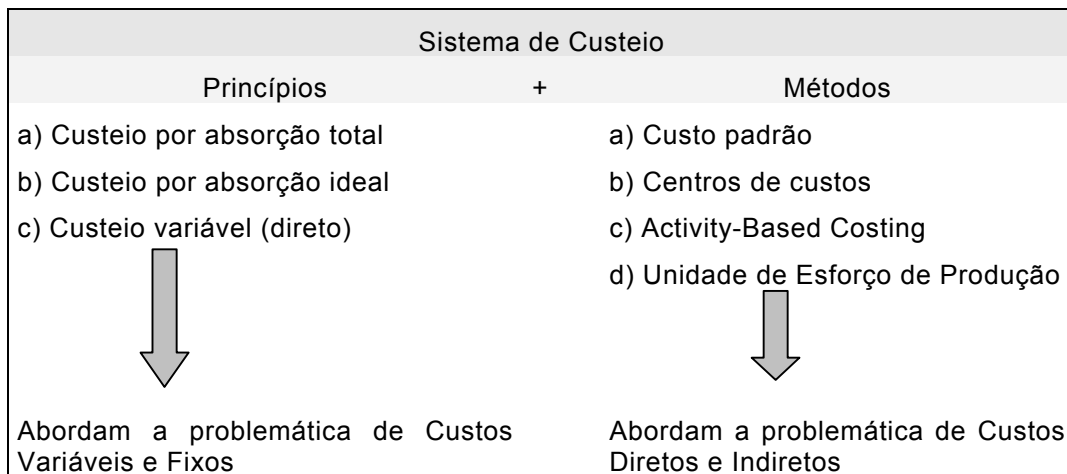 Sistema de Custeio
Princípios + Métodos
a) Custeio por absorção total
b) Custeio por absorção ideal
c) Custeio variável (direto)
Abordam a problemática de Custos
Variáveis e Fixos
a) Custo padrão
b) Centros de custos
c) Activity-Based Costing
d) Unidade de Esforço de Produção
Abordam a problemática de Custos
Diretos e Indiretos